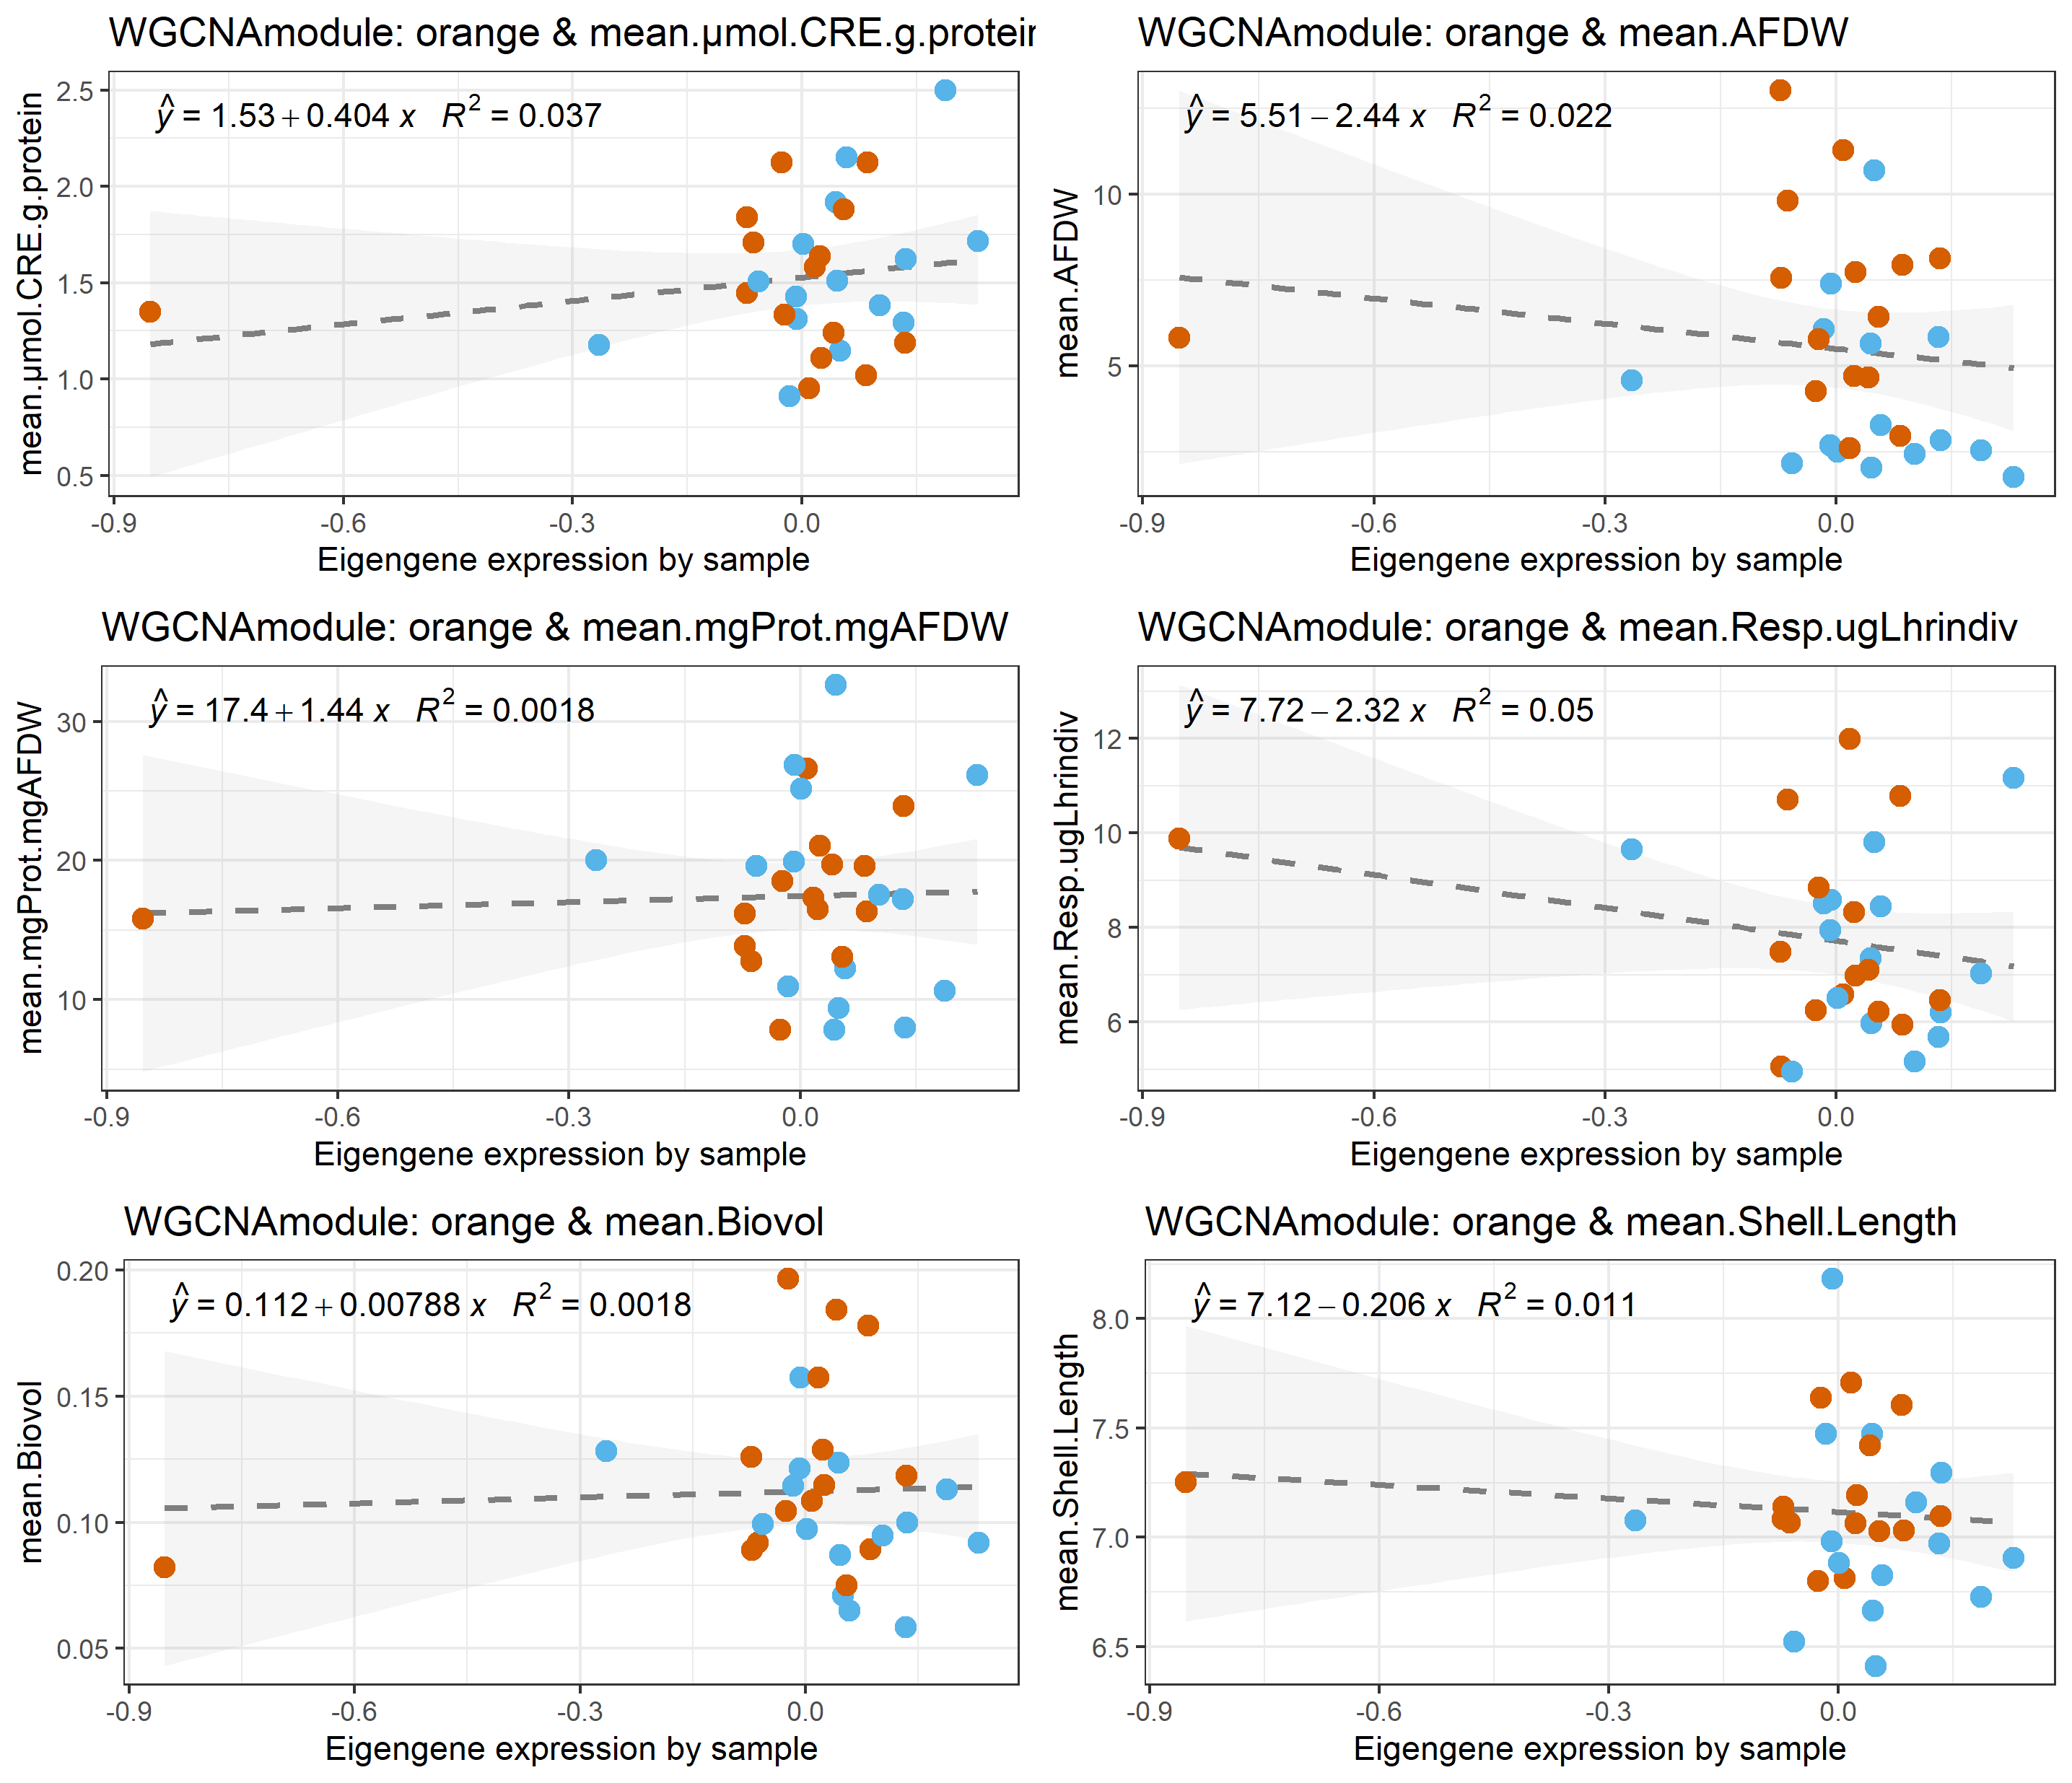 WGCNAmodule: orange & mean.µmol.CRE.g.protein
mean.µmol.CRE.g.protein
ŷ = 1.53 + 0.404 x R² = 0.037
2.5
2.0
1.5
1.0
0.5
-0.9 -0.6 -0.3 0.0
Eigengene expression by sample
WGCNAmodule: orange & mean.AFDW
mean.AFDW
ŷ = 5.51 − 2.44 x R² = 0.022
10
5
-0.9 -0.6 -0.3 0.0
Eigengene expression by sample
WGCNAmodule: orange & mean.mgProt.mgAFDW
mean.mgProt.mgAFDW
ŷ = 17.4 + 1.44 x R² = 0.0018
30
20
10
-0.9 -0.6 -0.3 0.0
Eigengene expression by sample
WGCNAmodule: orange & mean.Resp.ugLhrindiv
mean.Resp.ugLhrindiv
ŷ = 7.72 − 2.32 x R² = 0.05
12
10
8
6
-0.9 -0.6 -0.3 0.0
Eigengene expression by sample
WGCNAmodule: orange & mean.Biovol
mean.Biovol
ŷ = 0.112 + 0.00788 x R² = 0.0018
0.20
0.15
0.10
0.05
-0.9 -0.6 -0.3 0.0
Eigengene expression by sample
WGCNAmodule: orange & mean.Shell.Length
mean.Shell.Length
ŷ = 7.12 − 0.206 x R² = 0.011
8.0
7.5
7.0
6.5
-0.9 -0.6 -0.3 0.0
Eigengene expression by sample